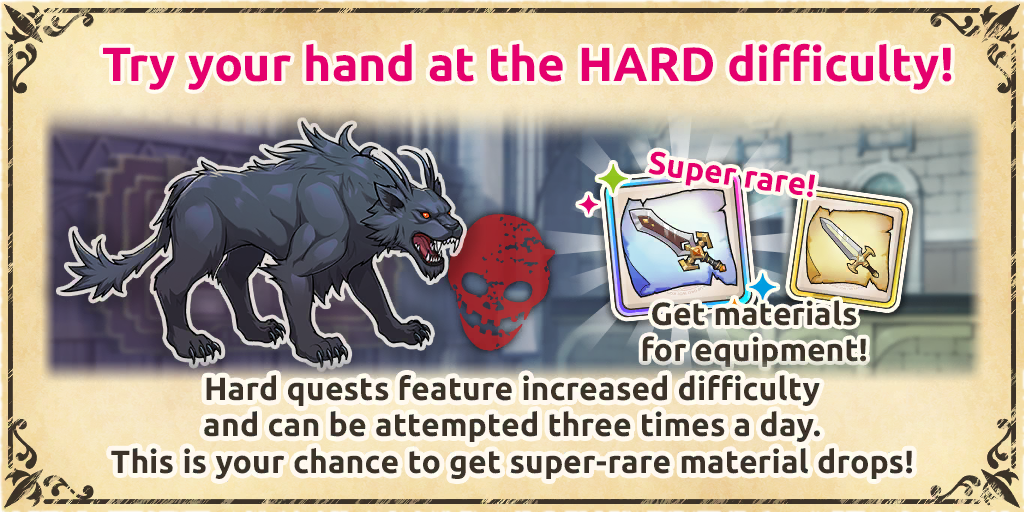 Try your hand at the HARD difficulty!
Super rare!
Get materials
for equipment!
Hard quests feature increased difficulty
and can be attempted three times a day.
This is your chance to get super-rare material drops!